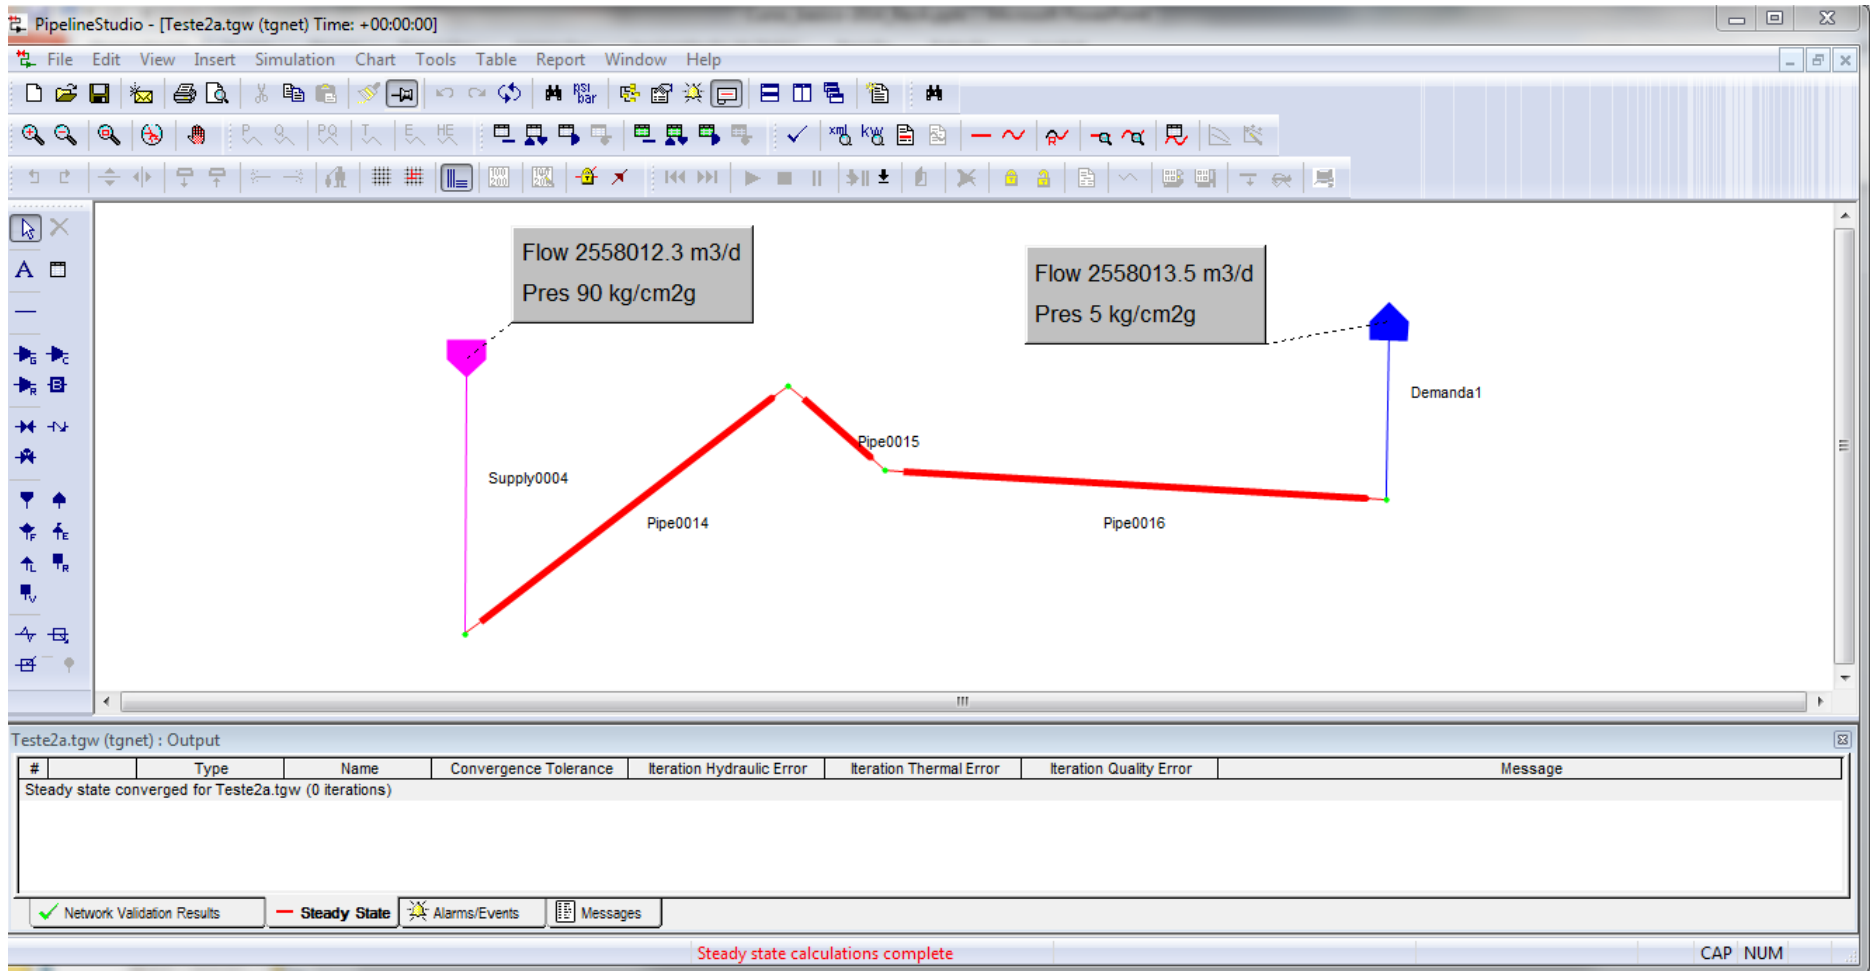 PipelineStudio - [Teste2a.tgw (tgnet) Time: +00:00:00]
File Edit View Insert Simulation Chart Tools Table Report Window Help
Flow 2558012.3 m3/d
Pres 90 kg/cm2g
Flow 2558013.5 m3/d
Pres 5 kg/cm2g
Demanda1
Pipe0015
Supply0004
Pipe0014
Pipe0016
Teste2a.tgw (tgnet) : Output
# Type Name Convergence Tolerance Iteration Hydraulic Error Iteration Thermal Error Iteration Quality Error Message
Steady state converged for Teste2a.tgw (0 iterations)
Network Validation Results Steady State Alarms/Events Messages
Steady state calculations complete CAP NUM